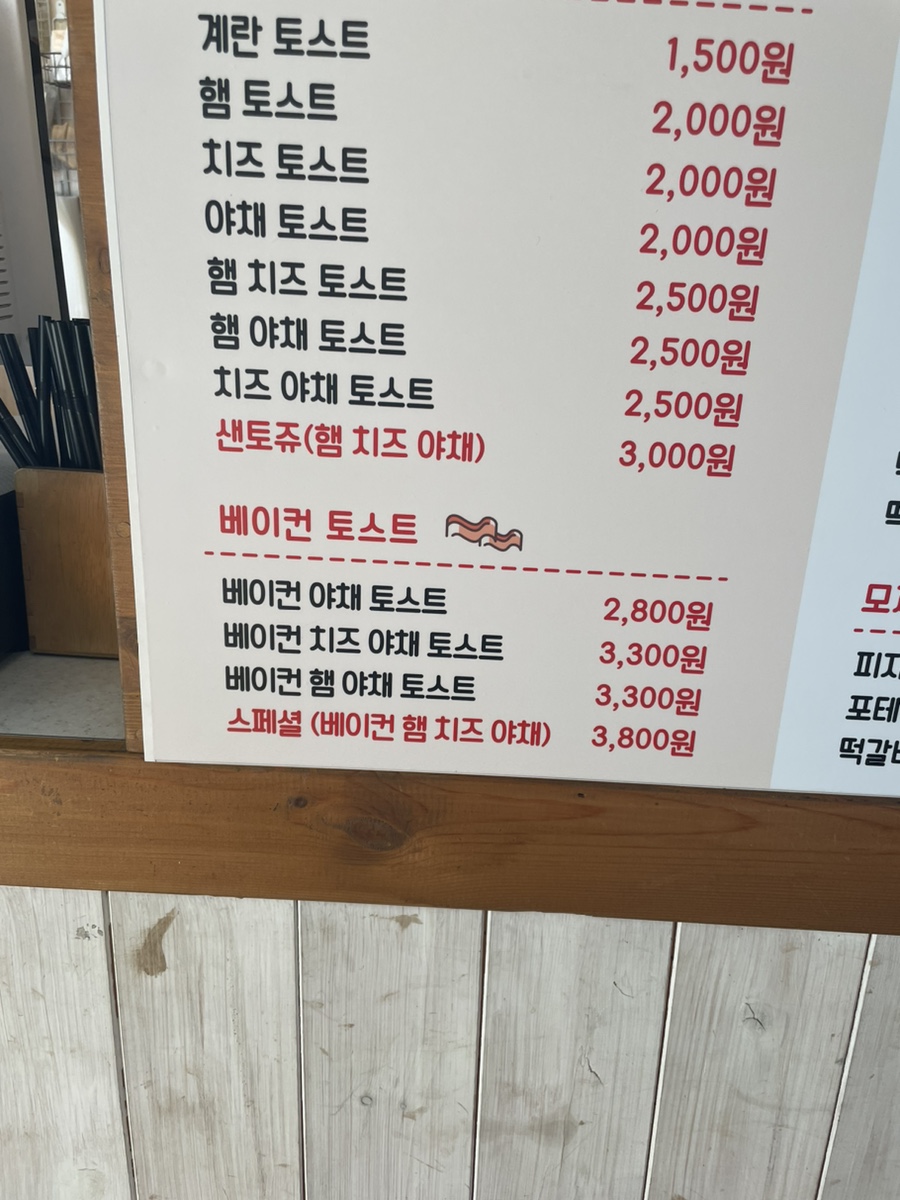 계란 토스트 1,500원
햄 토스트 2,000원
치즈 토스트 2,000원
야채 토스트 2,000원
햄 치즈 토스트 2,500원
햄 야채 토스트 2,500원
치즈 야채 토스트 2,500원
샌토쥬(햄 치즈 야채) 3,000원
베이컨 토스트
베이컨 야채 토스트 2,800원
베이컨 치즈 야채 토스트 3,300원
베이컨 햄 야채 토스트 3,300원
스페셜 (베이컨 햄 치즈 야채) 3,800원